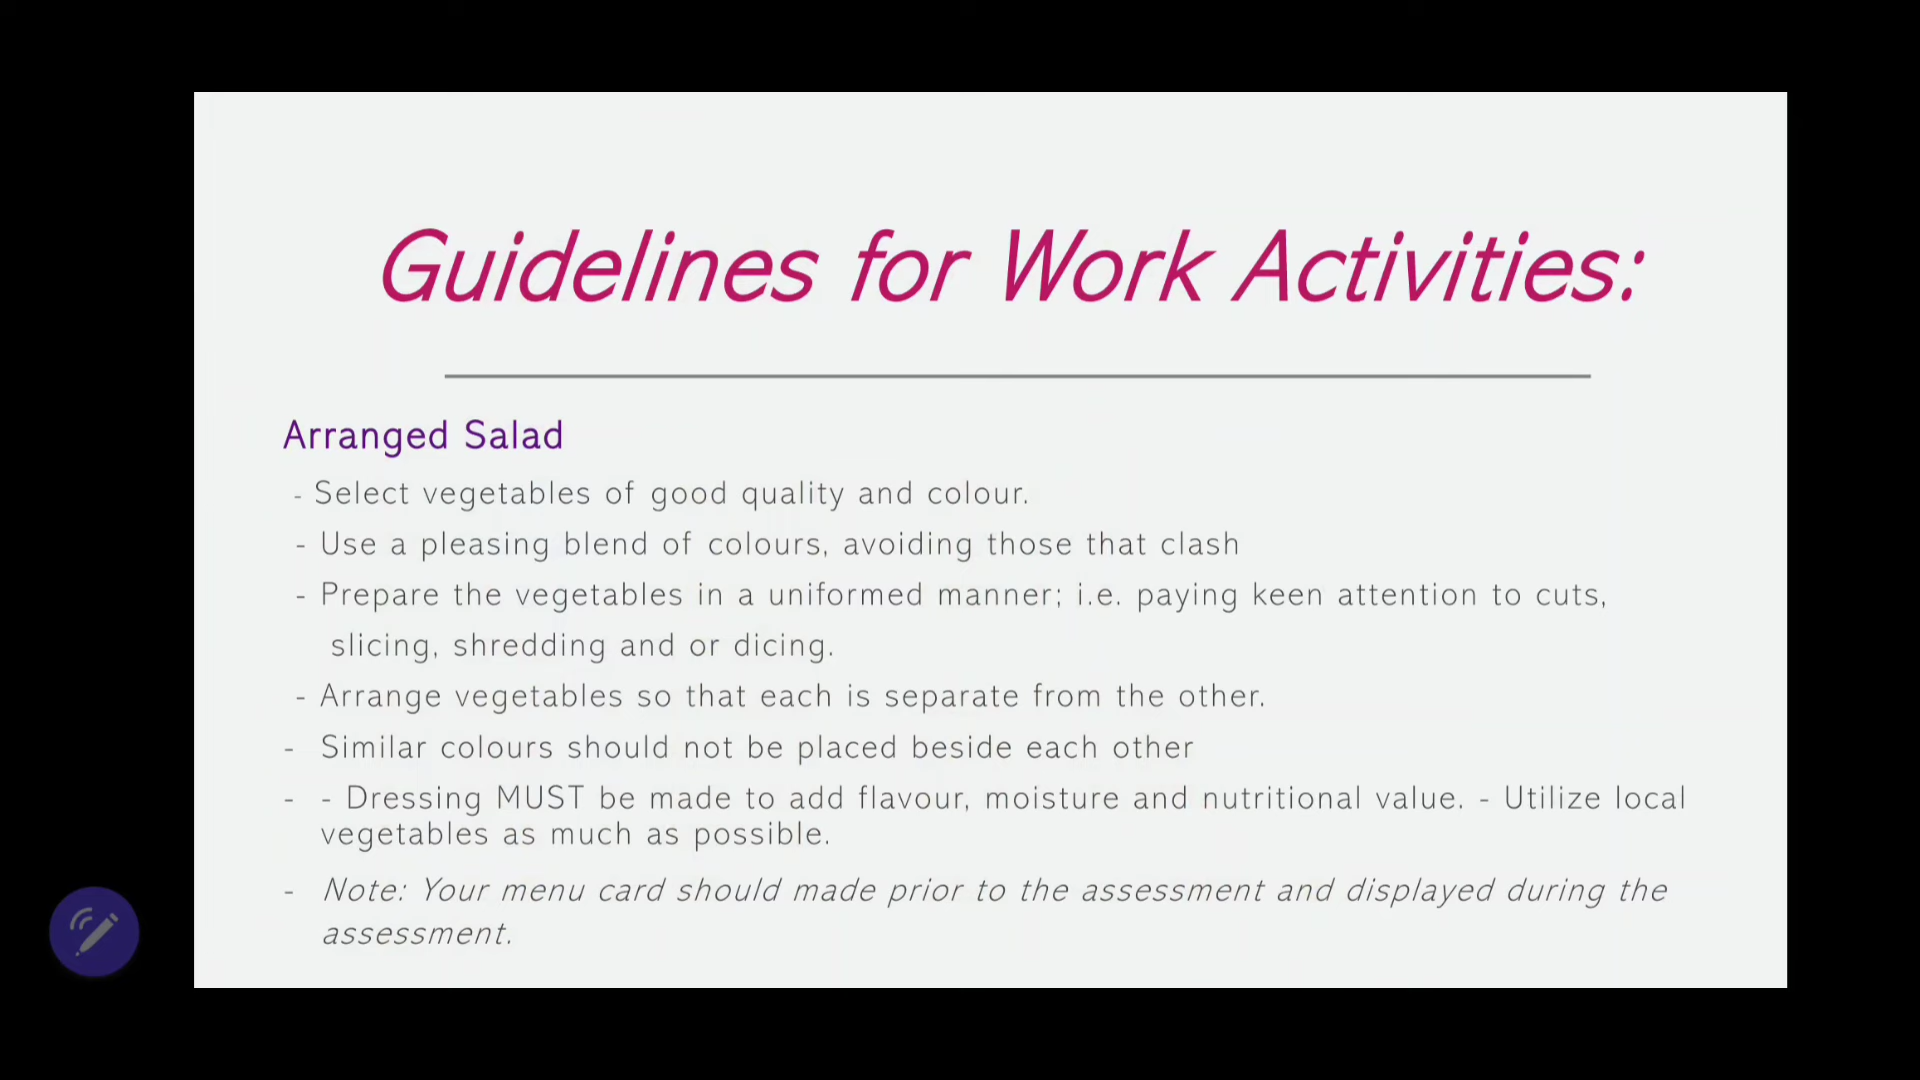 Guidelines for Work Activities:
Arranged Salad
- Select vegetables of good quality and colour.
- Use a pleasing blend of colours, avoiding those that clash
- Prepare the vegetables in a uniformed manner; i.e. paying keen attention to cuts,
slicing, shredding and or dicing.
- Arrange vegetables so that each is separate from the other.
- Similar colours should not be placed beside each other
- - Dressing MUST be made to add flavour, moisture and nutritional value. - Utilize local
vegetables as much as possible.
- Note: Your menu card should made prior to the assessment and displayed during the
assessment.